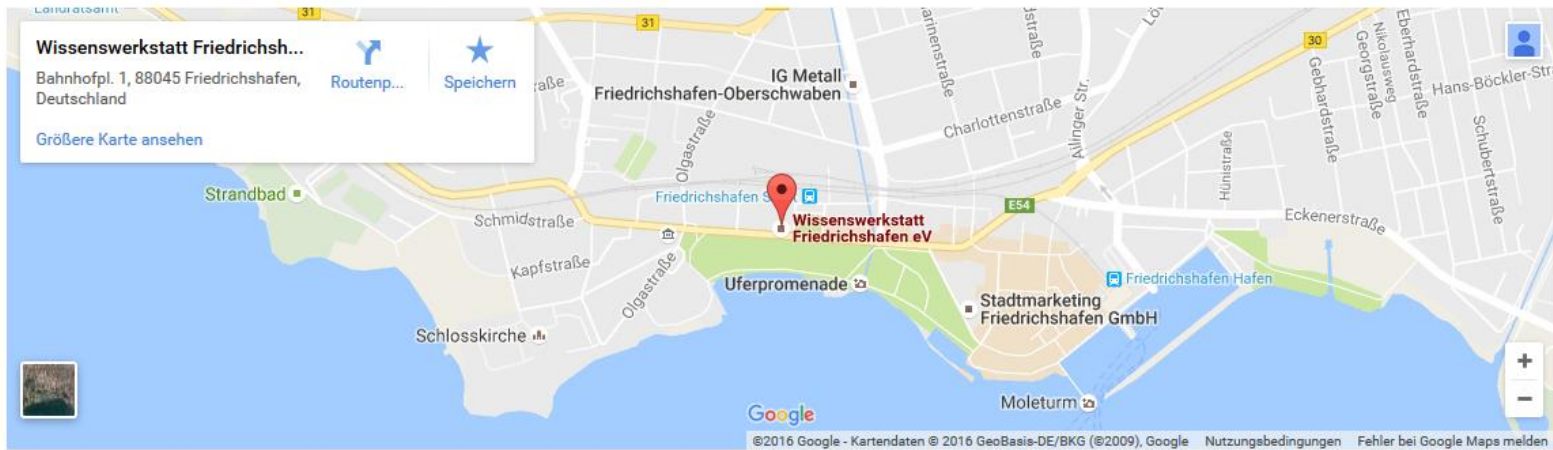 Landratsamt
31
31
Wissenswerkstatt Friedrichsh...
Bahnhofpl. 1, 88045 Friedrichshafen,
Deutschland
Routenp...
Speichern
Größere Karte ansehen
30
Nikolausweg
Georgstraße
Eberhardstraße
Gebhardstraße
Hans-Böckler-Str
Schubertstraße
IG Metall
Friedrichshafen-Oberschwaben
Charlottenstraße
Ailinger Str.
Hünistraße
Olgastraße
Strandbad
Friedrichshafen S
Schmidstraße
Wissenswerkstatt
Friedrichshafen eV
E54
Eckenerstraße
Kapfstraße
Olgastraße
Uferpromenade
Friedrichshafen Hafen
Stadtmarketing
Friedrichshafen GmbH
Schlosskirche
Moleturm
Google
+
−
©2016 Google - Kartendaten © 2016 GeoBasis-DE/BKG (©2009), Google Nutzungsbedingungen Fehler bei Google Maps melden